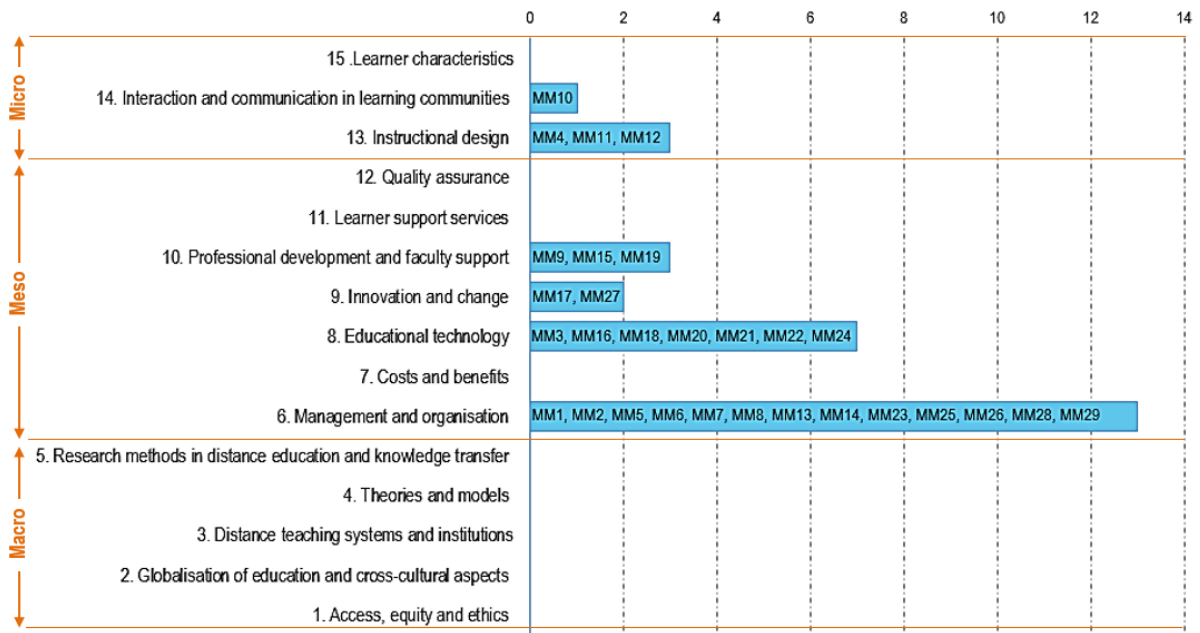 0 2 4 6 8 10 12 14
Micro
15 .Learner characteristics
14. Interaction and communication in learning communities MM10
13. Instructional design MM4, MM11, MM12
Meso
12. Quality assurance
11. Learner support services
10. Professional development and faculty support MM9, MM15, MM19
9. Innovation and change MM17, MM27
8. Educational technology MM3, MM16, MM18, MM20, MM21, MM22, MM24
7. Costs and benefits
6. Management and organisation MM1, MM2, MM5, MM6, MM7, MM8, MM13, MM14, MM23, MM25, MM26, MM28, MM29
Macro
5. Research methods in distance education and knowledge transfer
4. Theories and models
3. Distance teaching systems and institutions
2. Globalisation of education and cross-cultural aspects
1. Access, equity and ethics